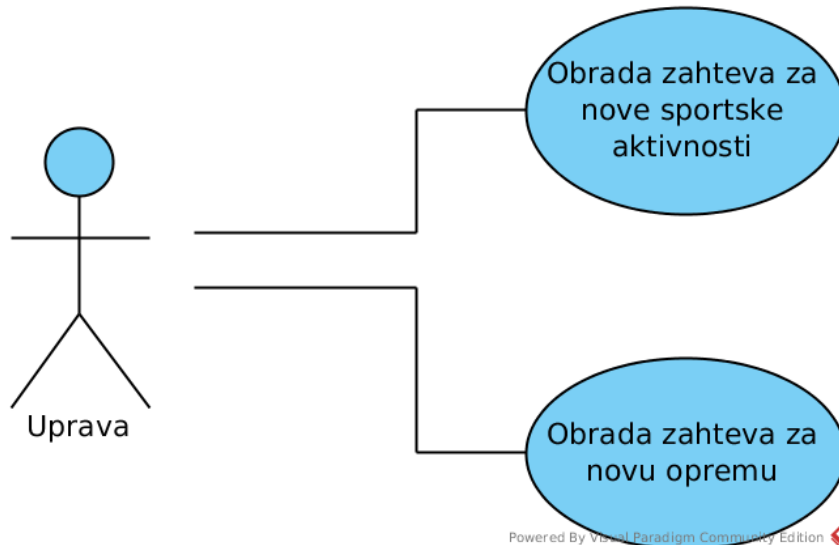 Obrada zahteva za
nove sportske
aktivnosti
Uprava
Obrada zahteva za
novu opremu
Powered By Visual Paradigm Community Edition